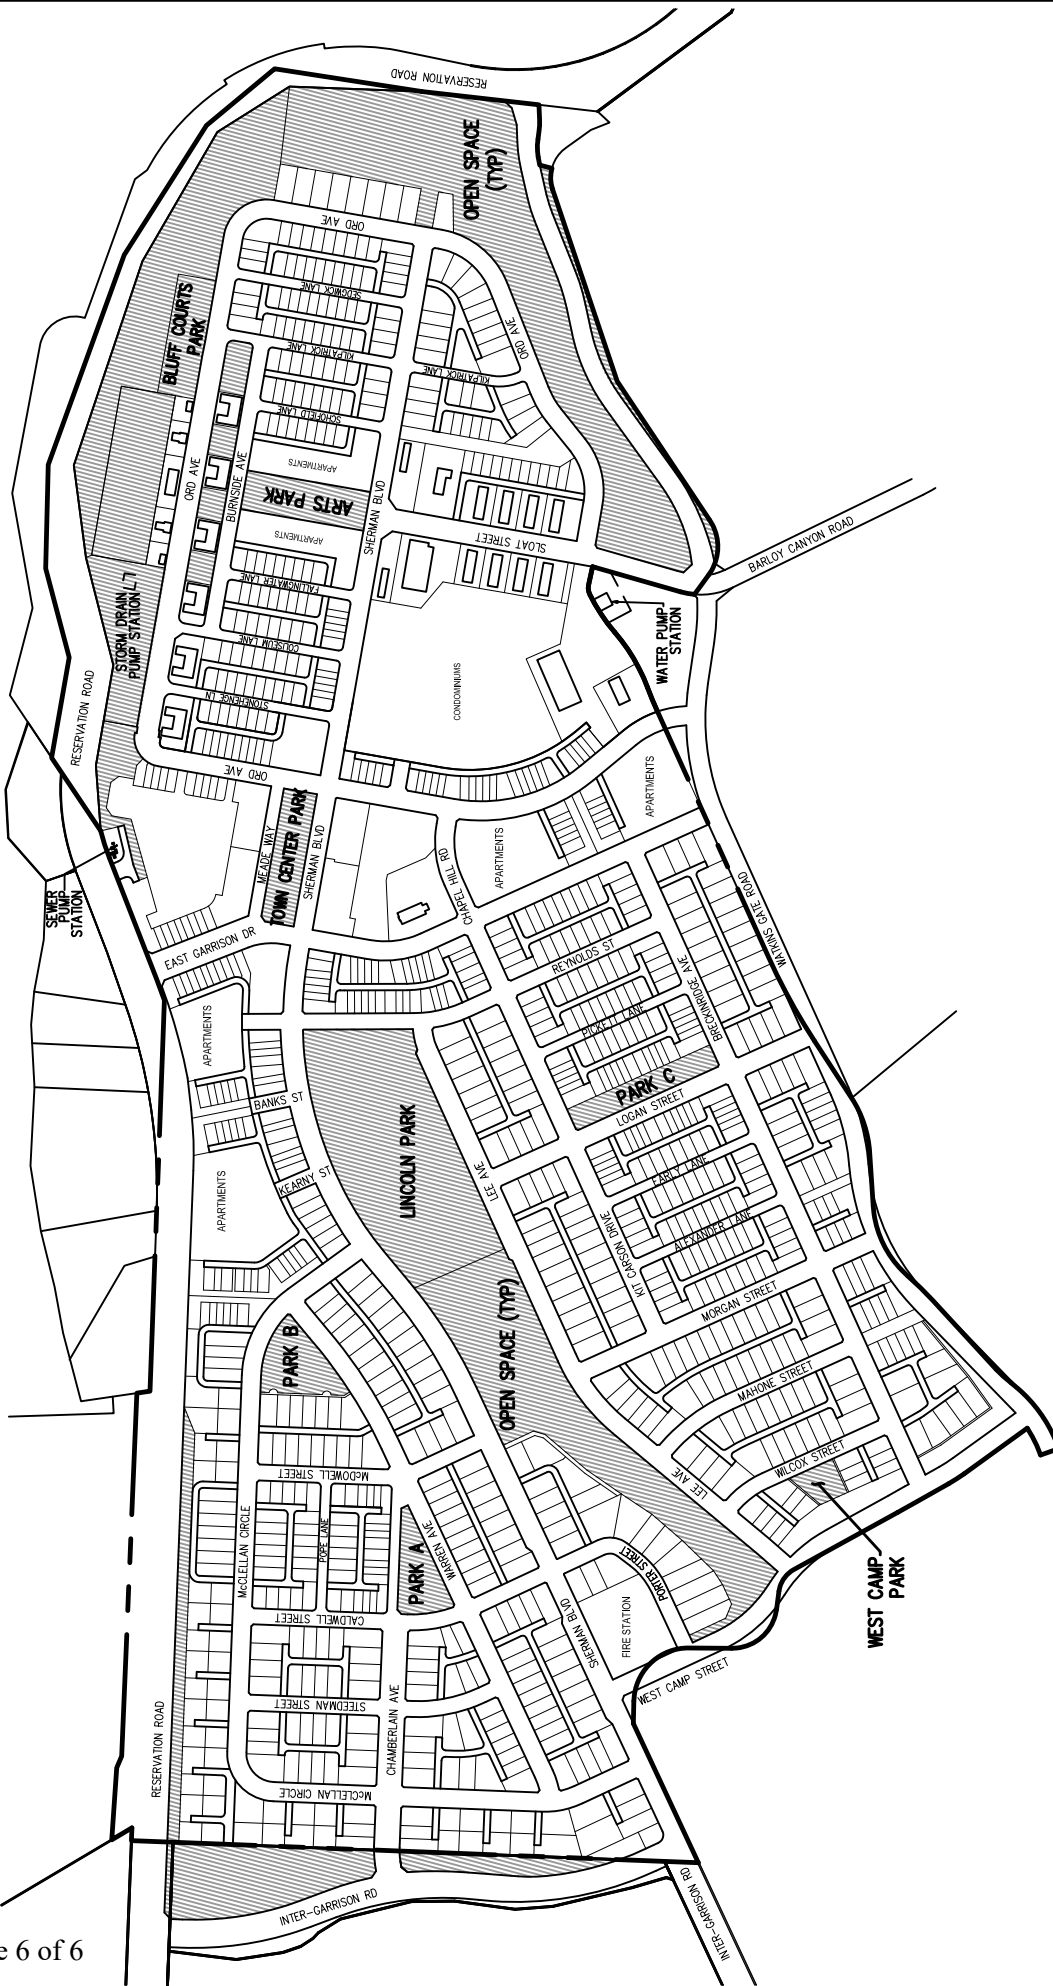 RESERVATION ROAD
OPEN SPACE
(TYP)
ORD AVE
SEDGWICK LANE
BLUFF COURTS
PARK
KILPATRICK LANE
ORD AVE
KILPATRICK LANE
SCHOFIELD LANE
APARTMENTS
ORD AVE
BURNSIDE AVE
ARTS PARK
SHERMAN BLVD
APARTMENTS
SLOAT STREET
BARLOY CANYON ROAD
FALLINGWATER LANE
STORM DRAIN
PUMP STATION
COLISEUM LANE
WATER PUMP
STATION
STONEHENGE LN
CONDOMINIUMS
RESERVATION ROAD
ORD AVE
APARTMENTS
MEADE WAY
TOWN CENTER PARK
SHERMAN BLVD
APARTMENTS
CHAPEL HILL RD
SEWER
PUMP
STATION
EAST GARRISON DR
WATKINS GATE ROAD
REYNOLDS ST
BRECKINRIDGE AVE
PICKETT LANE
APARTMENTS
BANKS ST
PARK C
LOGAN STREET
LINCOLN PARK
LEE AVE
KEARNY ST
APARTMENTS
EARLY LANE
KIT CARSON DRIVE
ALEXANDER LANE
MORGAN STREET
PARK B
OPEN SPACE (TYP)
MAHONE STREET
McDOWELL STREET
LEE AVE
WILCOX STREET
McCLELLAN CIRCLE
POPE LANE
PARK A
WARREN AVE
WEST CAMP
PARK
PORTER STREET
CALDWELL STREET
FIRE STATION
SHERMAN BLVD
WEST CAMP STREET
STEEDMAN STREET
CHAMBERLAIN AVE
RESERVATION ROAD
McCLELLAN CIRCLE
INTER-GARRISON RD
INTER-GARRISON RD
e 6 of 6